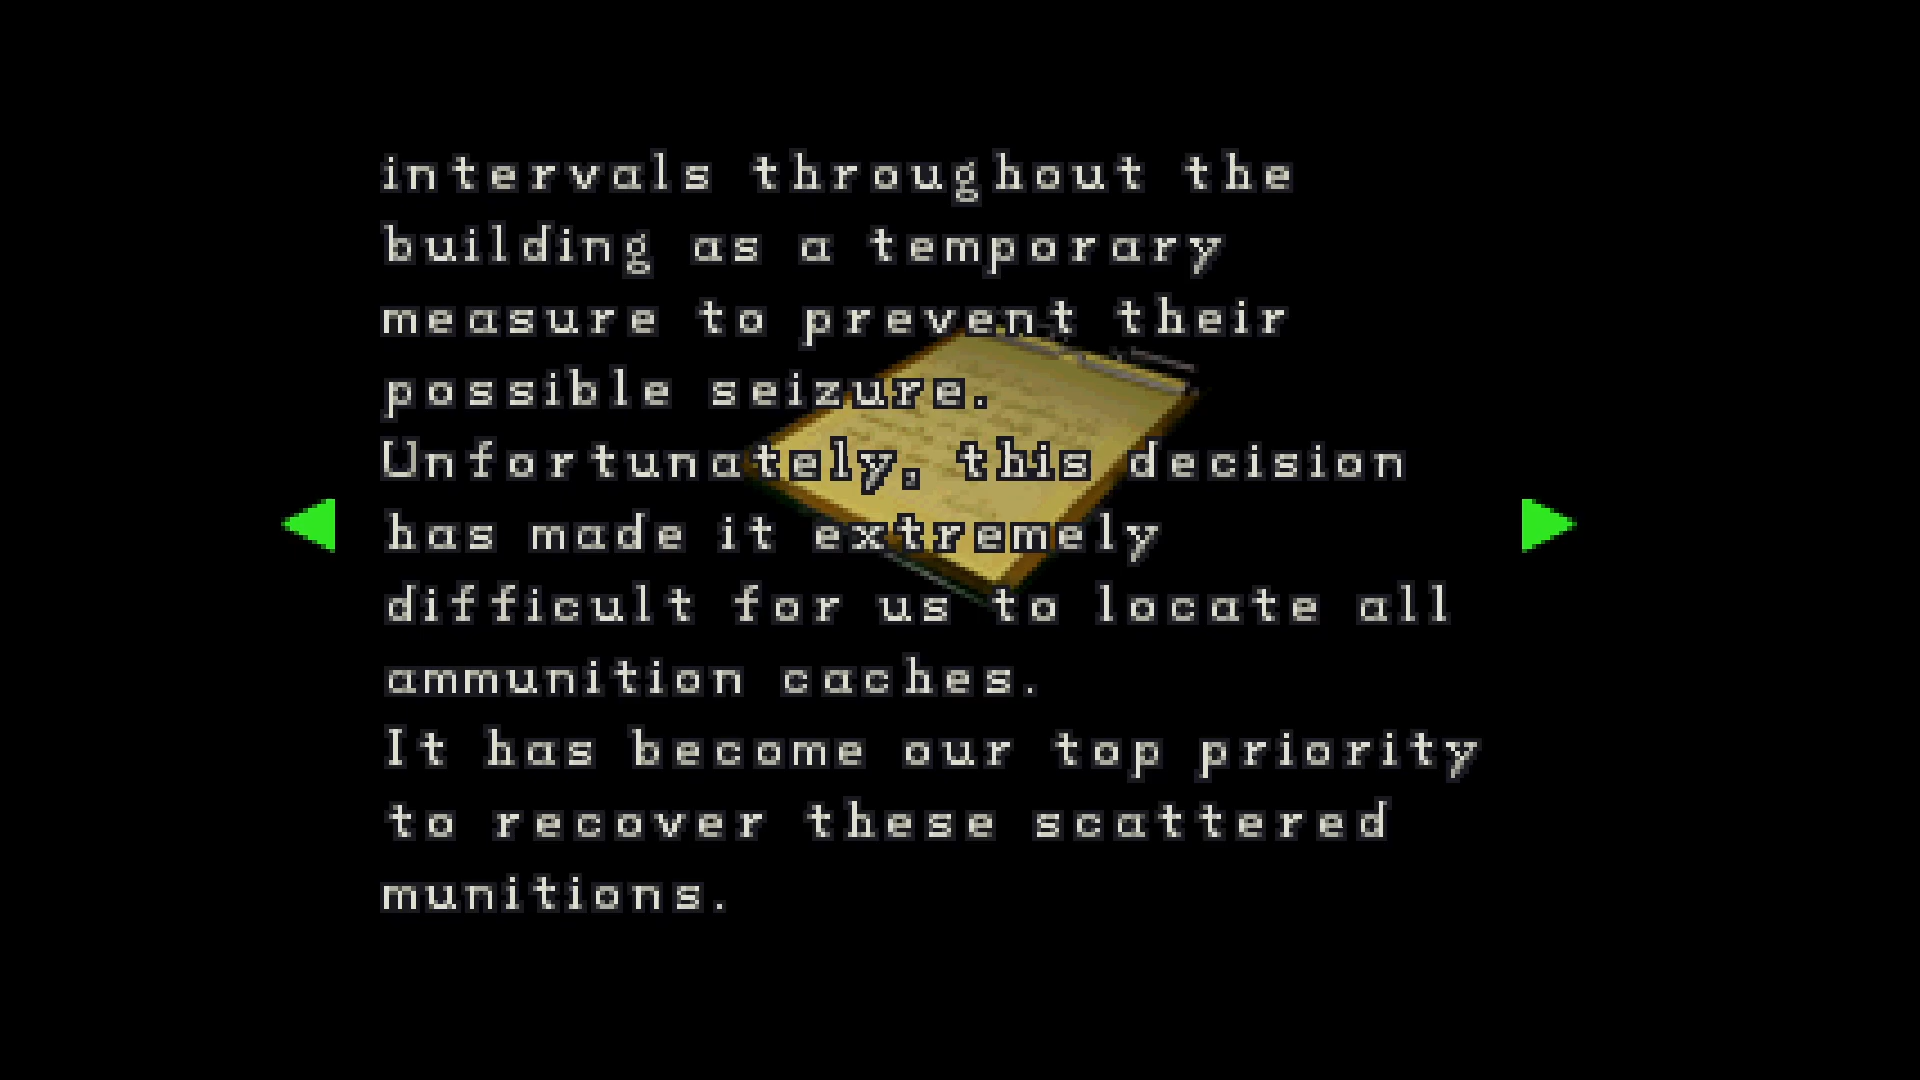 intervals throughout the
building as a temporary
measure to prevent their
possible seizure.
Unfortunately, this decision
has made it extremely
difficult for us to locate all
ammunition caches.
It has become our top priority
to recover these scattered
munitions.